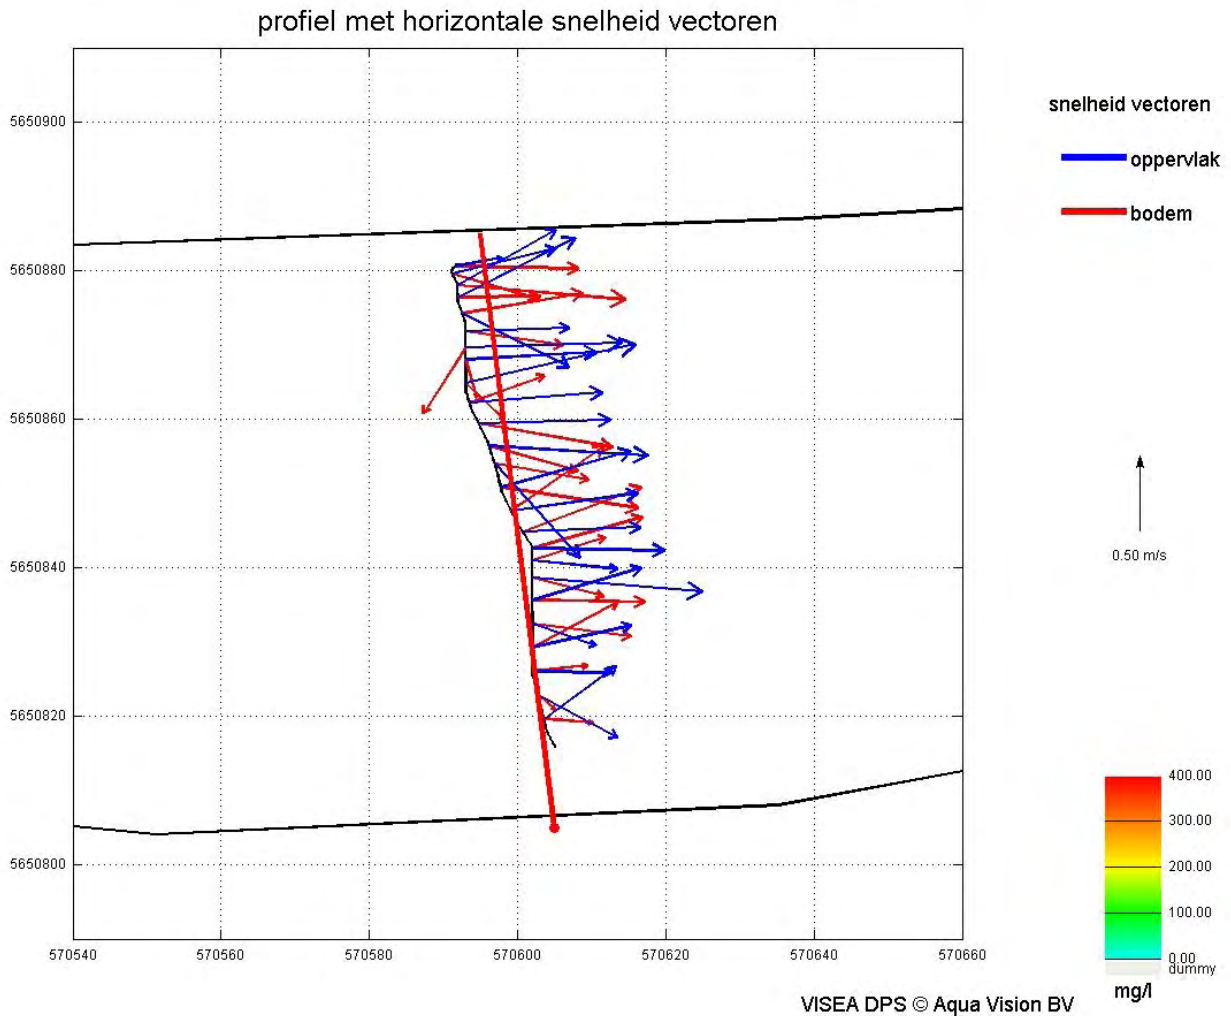 profiel met horizontale snelheid vectoren
snelheid vectoren
oppervlak
bodem
5650900
5650880
5650860
5650840
5650820
5650800
0.50 m/s
400.00
300.00
200.00
100.00
0.00
dummy
mg/l
570540
570560
570580
570600
570620
570640
570660
VISEA DPS © Aqua Vision BV